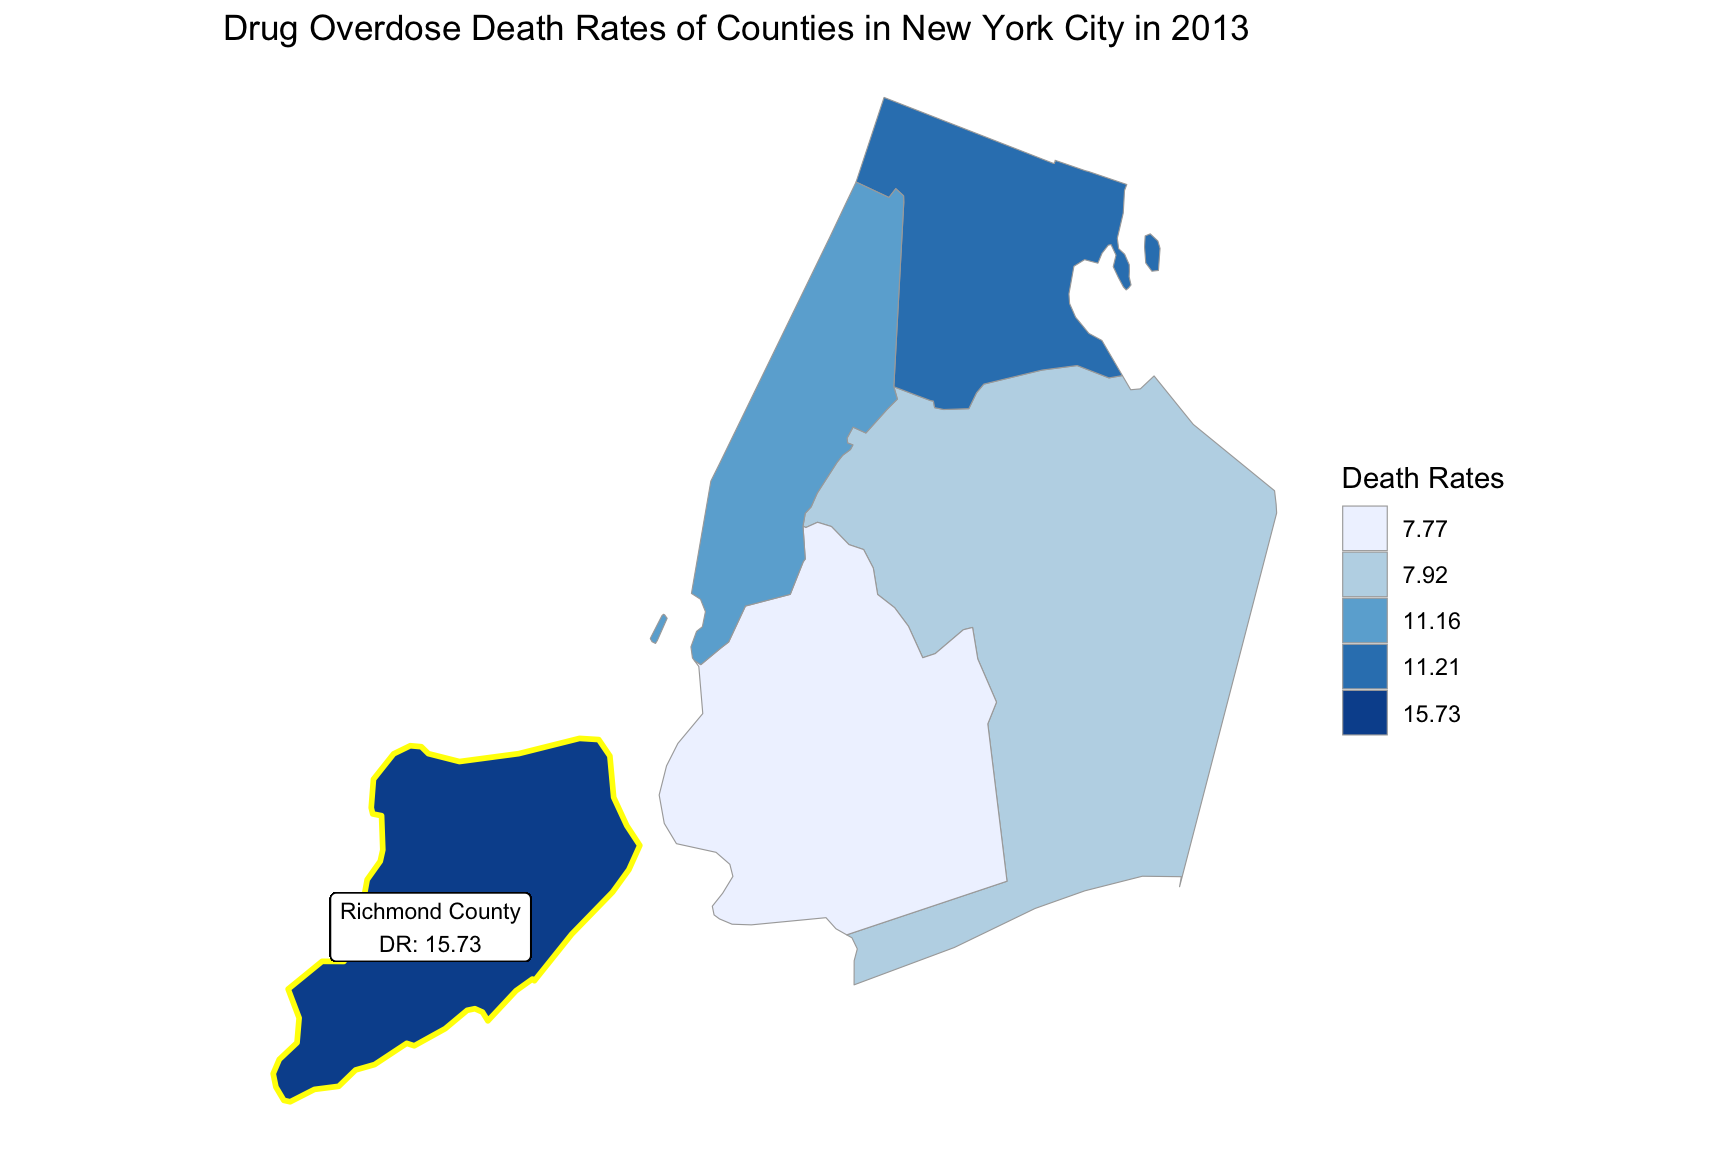 Drug Overdose Death Rates of Counties in New York City in 2013
Death Rates
7.77
7.92
11.16
11.21
15.73
Richmond County
DR: 15.73